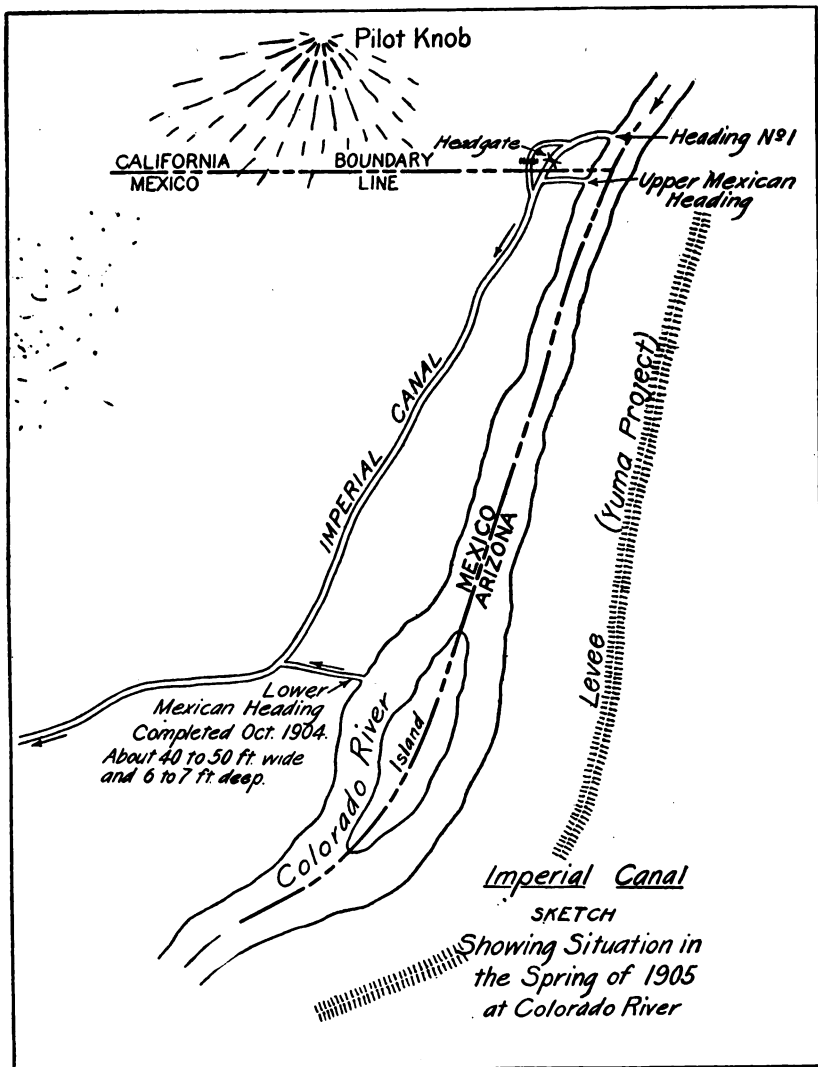 Pilot Knob
Headgate
Heading Nº1
CALIFORNIA BOUNDARY
MEXICO LINE
Upper Mexican
Heading
IMPERIAL CANAL
(Yuma Project)
Levee
MEXICO
ARIZONA
Lower
Mexican Heading
Completed Oct. 1904.
About 40 to 50 ft. wide
and 6 to 7 ft. deep.
Colorado River
Island
Imperial Canal
SKETCH
Showing Situation in
the Spring of 1905
at Colorado River